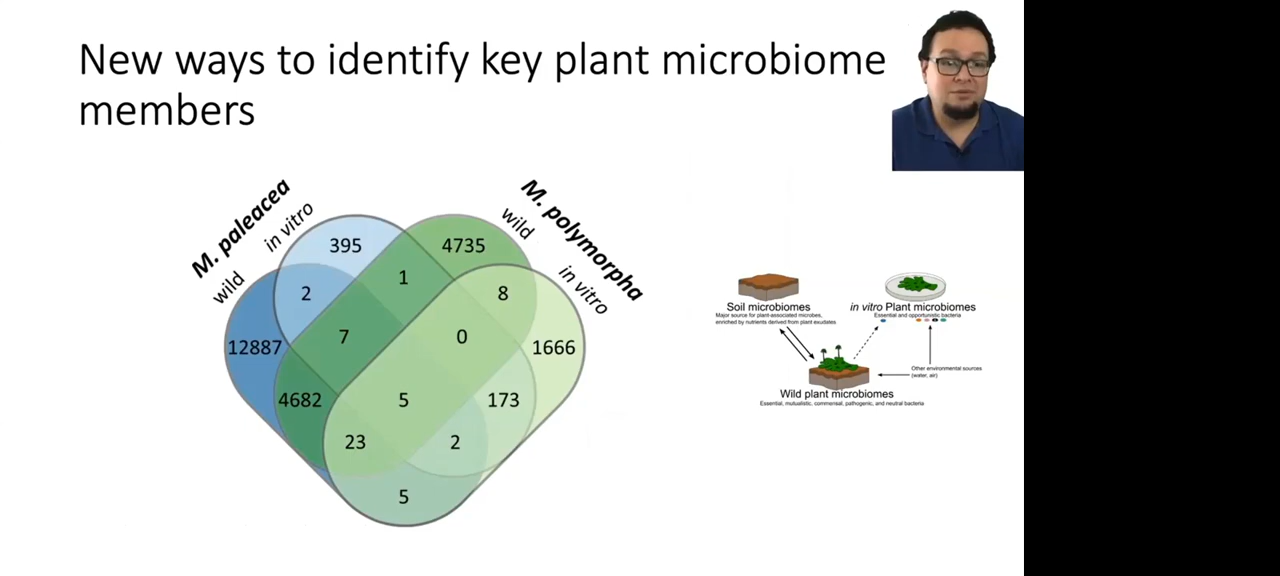 New ways to identify key plant microbiome
members
M. paleacea
wild
in vitro
M. polymorpha
wild
in vitro
395
4735
2
1
8
12887
7
0
1666
4682
5
173
23
2
5
Soil microbiomes
Major source for plant-associated microbes,
enriched by nutrients derived from plant exudates
in vitro Plant microbiomes
Essential and opportunistic bacteria
Other environmental sources
(water, air)
Wild plant microbiomes
Essential, mutualistic, commensal, pathogenic, and neutral bacteria